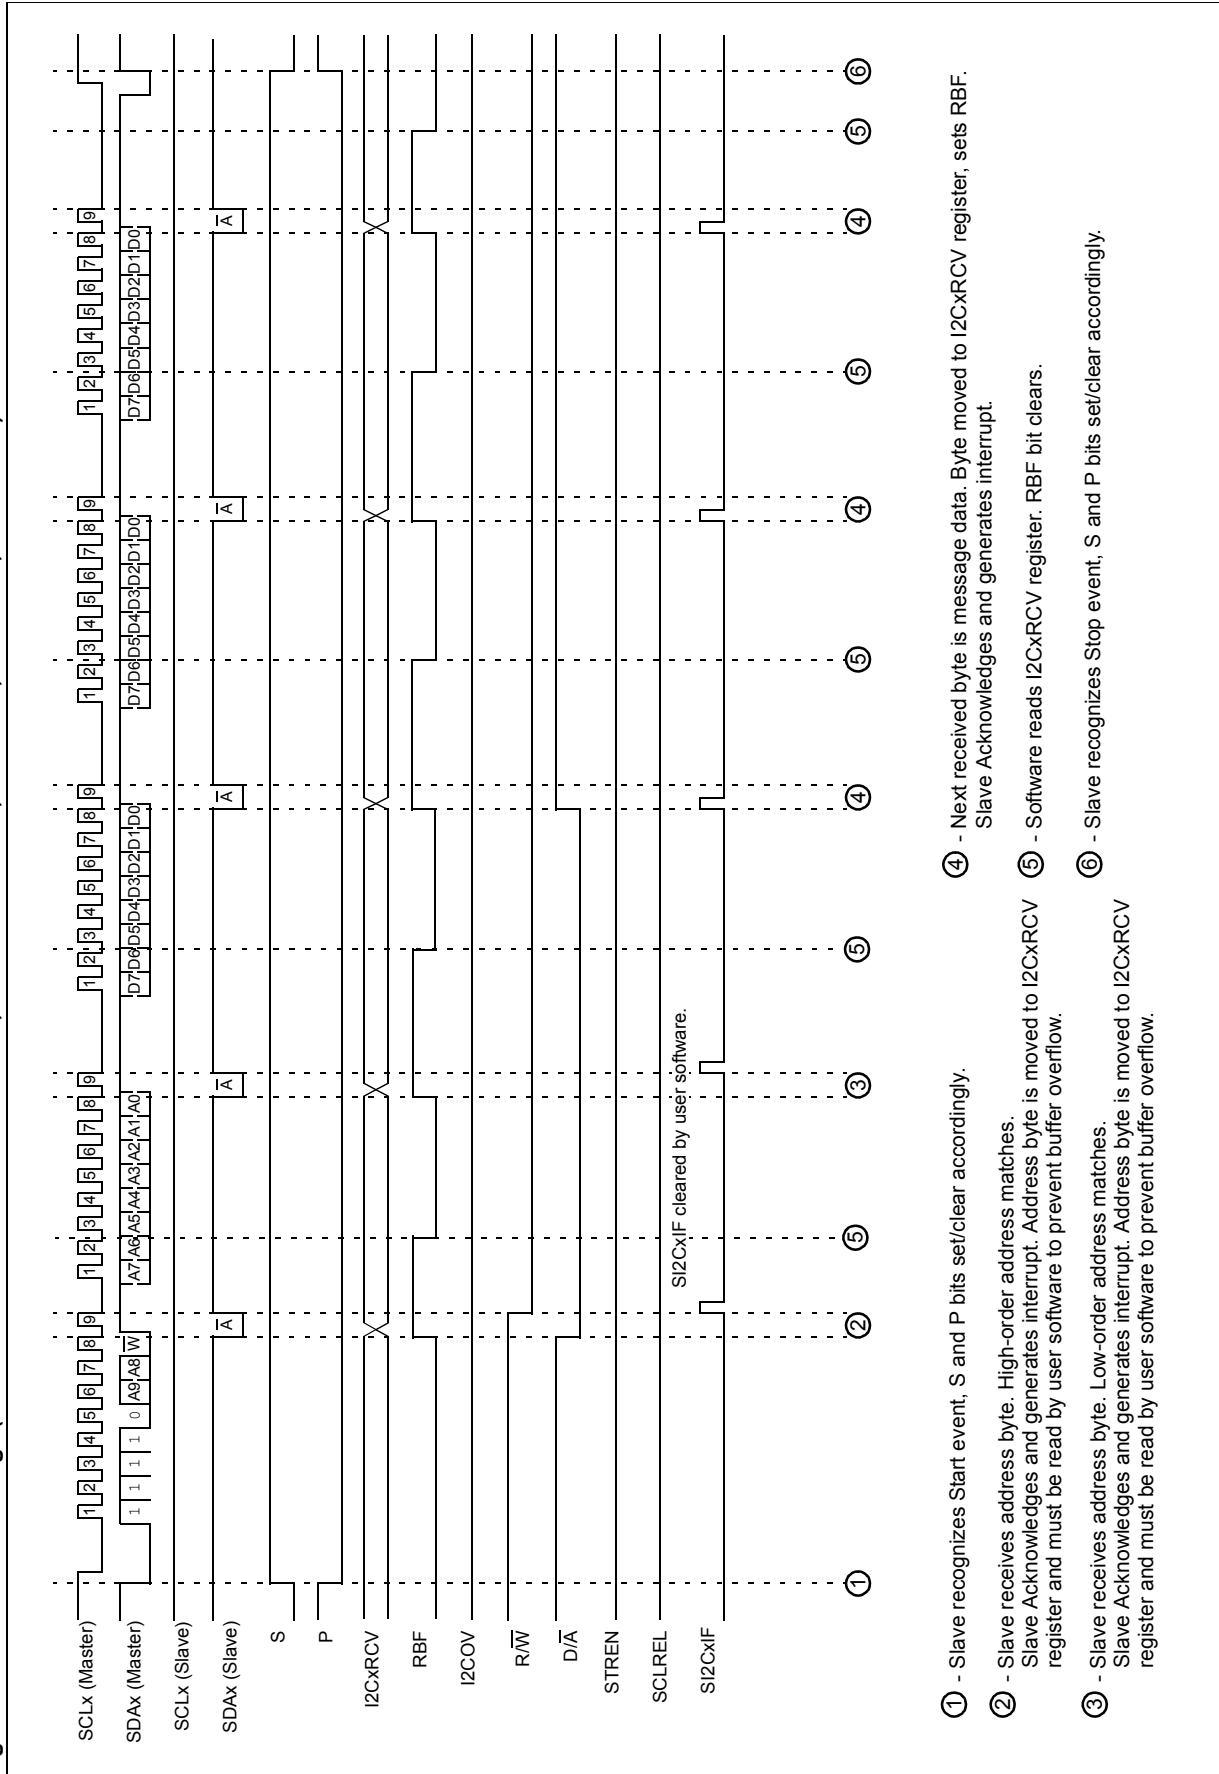 SCLx (Master)
1 2 3 4 5 6 7 8 9 1 2 3 4 5 6 7 8 9 1 2 3 4 5 6 7 8 9 1 2 3 4 5 6 7 8 9 1 2 3 4 5 6 7 8 9
SDAx (Master)
1 1 1 1 0 A9 A8 W̅ A7 A6 A5 A4 A3 A2 A1 A0 D7 D6 D5 D4 D3 D2 D1 D0 D7 D6 D5 D4 D3 D2 D1 D0 D7 D6 D5 D4 D3 D2 D1 D0
SCLx (Slave)
SDAx (Slave)
A̅ A̅ A̅ A̅ A̅
S
P
I2CxRCV
RBF
I2COV
R/W̅
D/A̅
STREN
SCLREL
SI2CxIF cleared by user software.
SI2CxIF
1 2 5 3 5 4 5 4 5 4 5 6
1 - Slave recognizes Start event, S and P bits set/clear accordingly.
2 - Slave receives address byte. High-order address matches.
Slave Acknowledges and generates interrupt. Address byte is moved to I2CxRCV
register and must be read by user software to prevent buffer overflow.
3 - Slave receives address byte. Low-order address matches.
Slave Acknowledges and generates interrupt. Address byte is moved to I2CxRCV
register and must be read by user software to prevent buffer overflow.
4 - Next received byte is message data. Byte moved to I2CxRCV register, sets RBF.
Slave Acknowledges and generates interrupt.
5 - Software reads I2CxRCV register. RBF bit clears.
6 - Slave recognizes Stop event, S and P bits set/clear accordingly.